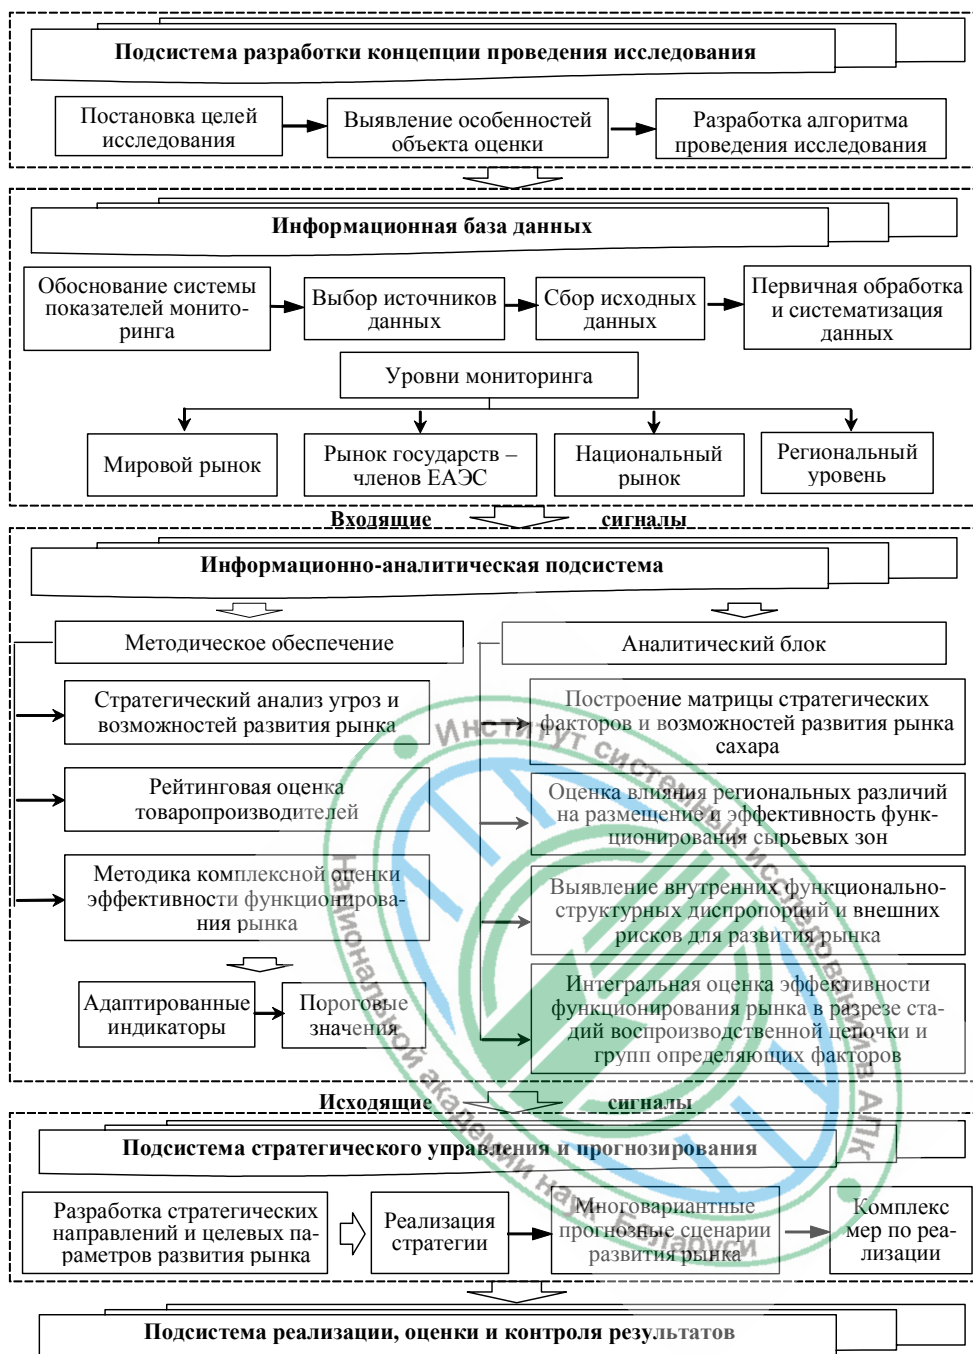 Подсистема разработки концепции проведения исследования
Постановка целей
исследования
Выявление особенностей
объекта оценки
Разработка алгоритма
проведения исследования
Информационная база данных
Обоснование системы
показателей монито-
ринга
Выбор источников
данных
Сбор исходных
данных
Первичная обработка
и систематизация
данных
Уровни мониторинга
Мировой рынок
Рынок государств –
членов ЕАЭС
Национальный
рынок
Региональный
уровень
Входящие сигналы
Информационно-аналитическая подсистема
Методическое обеспечение
Стратегический анализ угроз и
возможностей развития рынка
Рейтинговая оценка
товаропроизводителей
Методика комплексной оценки
эффективности функционирова-
ния рынка
Адаптированные
индикаторы
Пороговые
значения
Аналитический блок
Построение матрицы стратегических
факторов и возможностей развития рынка
сахара
Оценка влияния региональных различий
на размещение и эффективность функ-
ционирования сырьевых зон
Выявление внутренних функционально-
структурных диспропорций и внешних
рисков для развития рынка
Интегральная оценка эффективности
функционирования рынка в разрезе ста-
дий воспроизводственной цепочки и
групп определяющих факторов
Исходящие сигналы
Подсистема стратегического управления и прогнозирования
Разработка стратегических
направлений и целевых па-
раметров развития рынка
Реализация
стратегии
Многовариантные
прогнозные сценарии
развития рынка
Комплекс
мер по реа-
лизации
Подсистема реализации, оценки и контроля результатов
Институт системных исследований в АПК
Национальной академии наук Беларуси